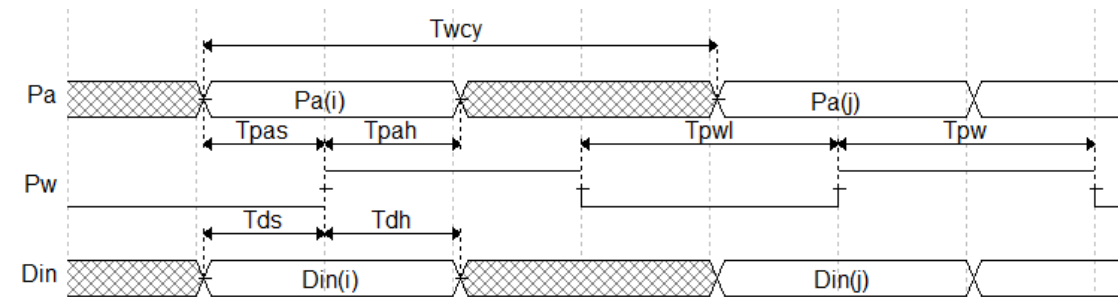 Twcy
Pa Pa(i) Pa(j)
Tpas Tpah Tpwl Tpw
Pw
Tds Tdh
Din Din(i) Din(j)